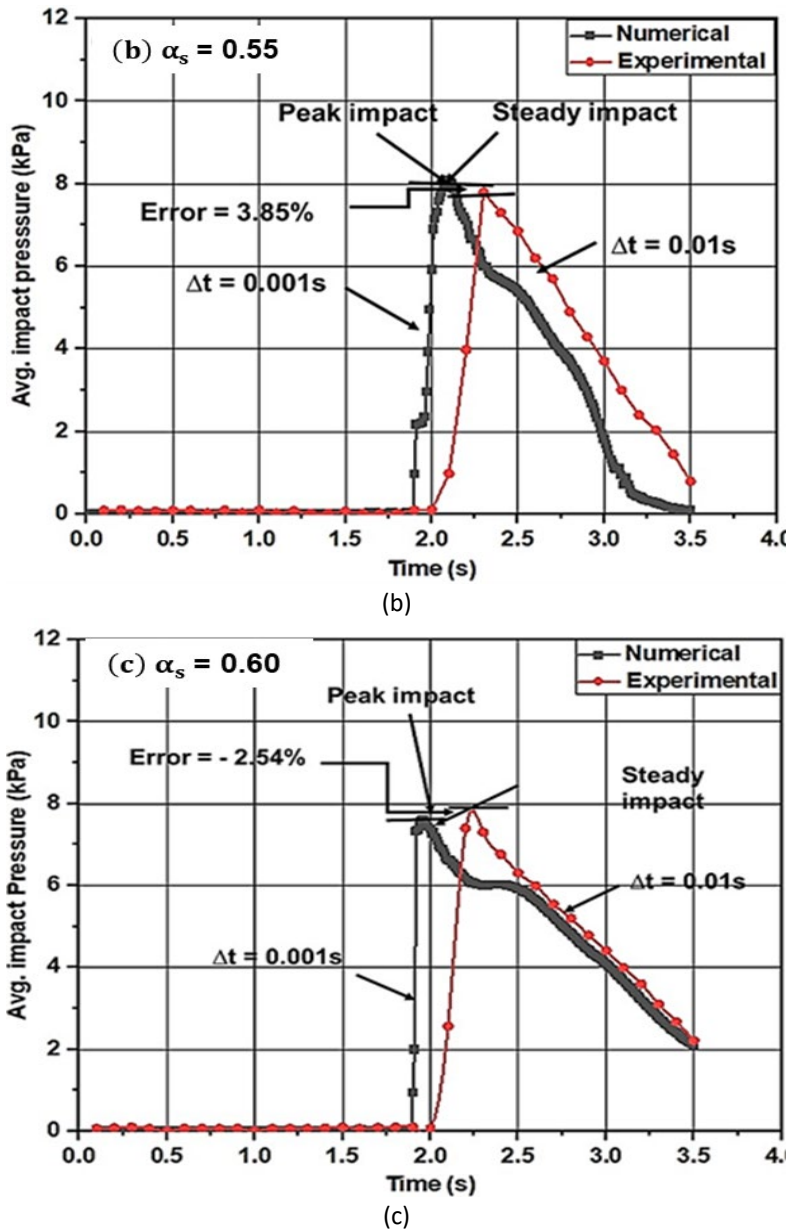 (b) αₛ = 0.55
Numerical
Experimental
Peak impact
Steady impact
Error = 3.85%
Δt = 0.01s
Δt = 0.001s
Avg. impact presssure (kPa)
12
10
8
6
4
2
0
0.0 0.5 1.0 1.5 2.0 2.5 3.0 3.5 4.0
Time (s)
(b)
(c) αₛ = 0.60
Numerical
Experimental
Peak impact
Error = - 2.54%
Steady
impact
Δt = 0.01s
Δt = 0.001s
Avg. impact Pressure (kPa)
12
10
8
6
4
2
0
0.0 0.5 1.0 1.5 2.0 2.5 3.0 3.5 4.0
Time (s)
(c)